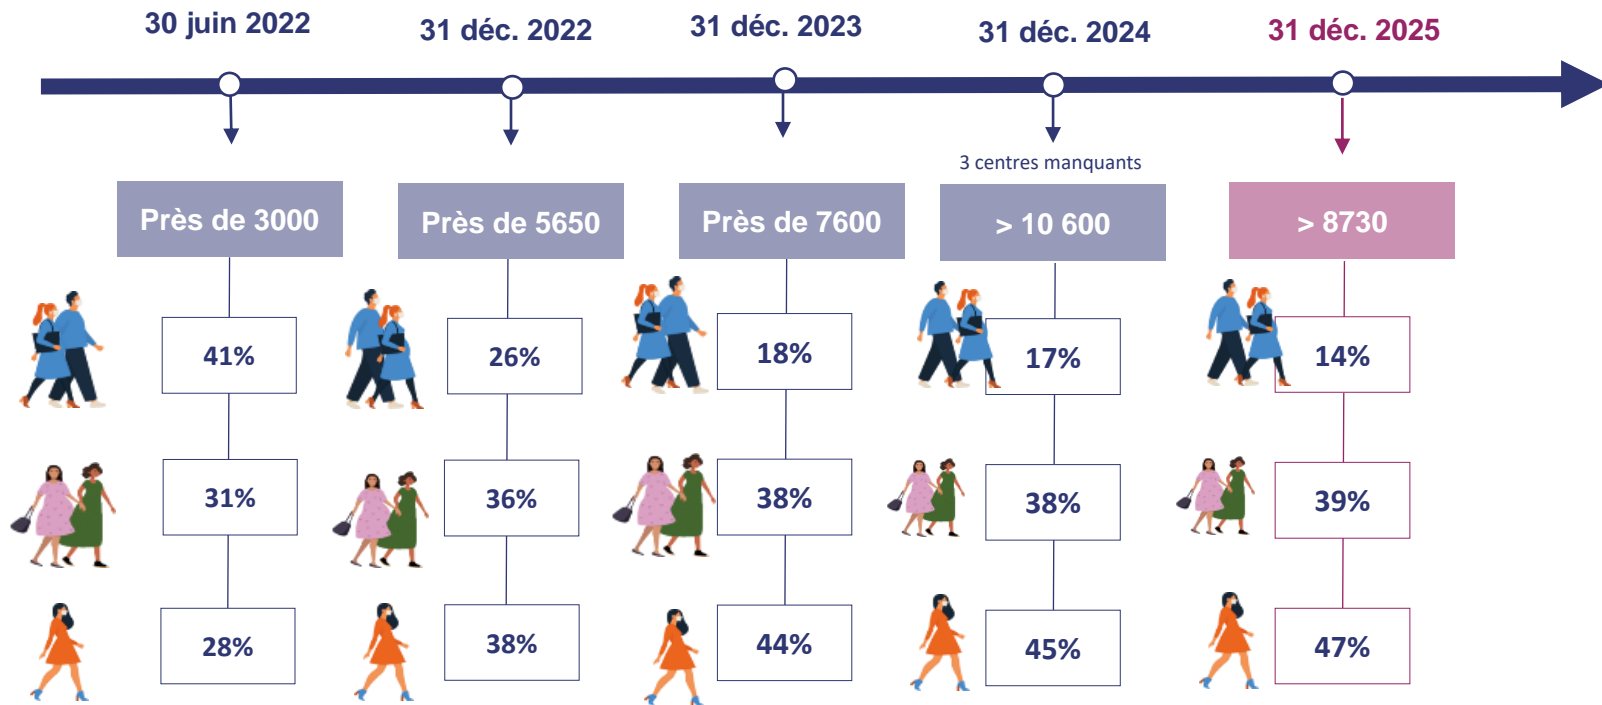 30 juin 2022
31 déc. 2022
31 déc. 2023
31 déc. 2024
31 déc. 2025
3 centres manquants
Près de 3000
Près de 5650
Près de 7600
> 10 600
> 8730
41%
26%
18%
17%
14%
31%
36%
38%
38%
39%
28%
38%
44%
45%
47%